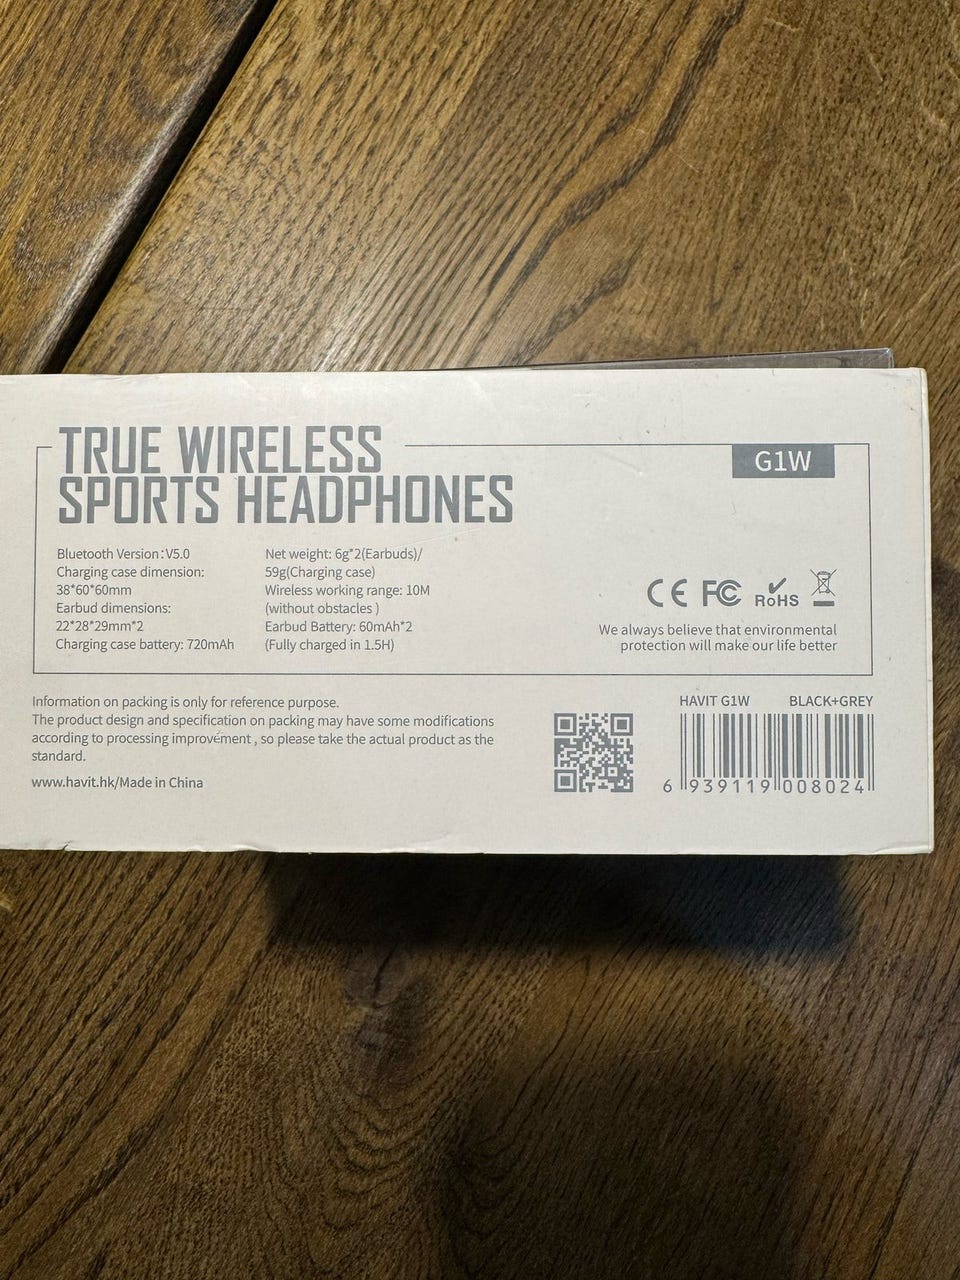 TRUE WIRELESS
SPORTS HEADPHONES
G1W
Bluetooth Version:V5.0
Charging case dimension:
38*60*60mm
Earbud dimensions:
22*28*29mm*2
Charging case battery: 720mAh
Net weight: 6g*2(Earbuds)/
59g(Charging case)
Wireless working range: 10M
(without obstacles )
Earbud Battery: 60mAh*2
(Fully charged in 1.5H)
CE FC RoHS
We always believe that environmental
protection will make our life better
Information on packing is only for reference purpose.
The product design and specification on packing may have some modifications
according to processing improvement , so please take the actual product as the
standard.
www.havit.hk/Made in China
HAVIT G1W BLACK+GREY
6 939119 008024